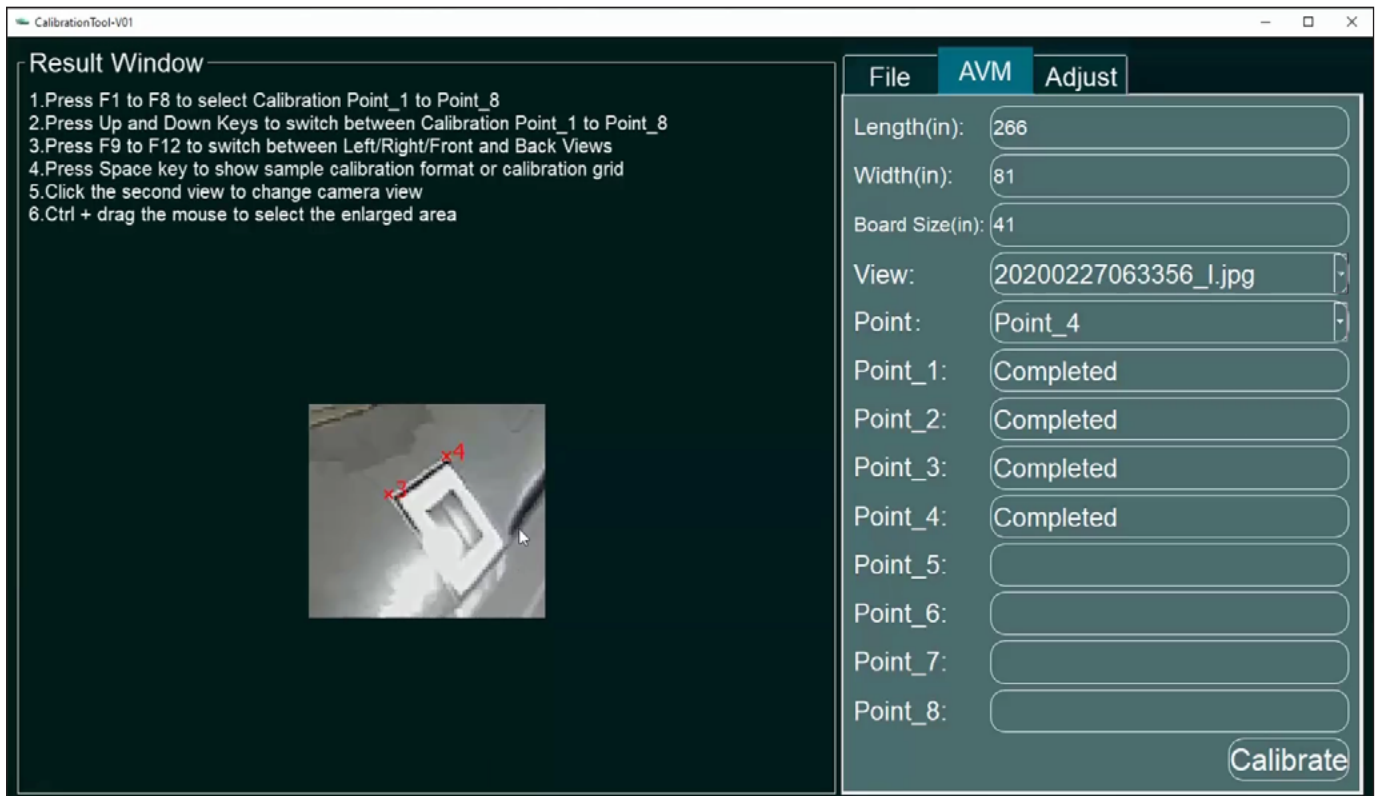 CalibrationTool-V01
Result Window
1.Press F1 to F8 to select Calibration Point_1 to Point_8
2.Press Up and Down Keys to switch between Calibration Point_1 to Point_8
3.Press F9 to F12 to switch between Left/Right/Front and Back Views
4.Press Space key to show sample calibration format or calibration grid
5.Click the second view to change camera view
6.Ctrl + drag the mouse to select the enlarged area
x4
x3
File AVM Adjust
Length(in): 266
Width(in): 81
Board Size(in): 41
View: 20200227063356_l.jpg
Point: Point_4
Point_1: Completed
Point_2: Completed
Point_3: Completed
Point_4: Completed
Point_5:
Point_6:
Point_7:
Point_8:
Calibrate